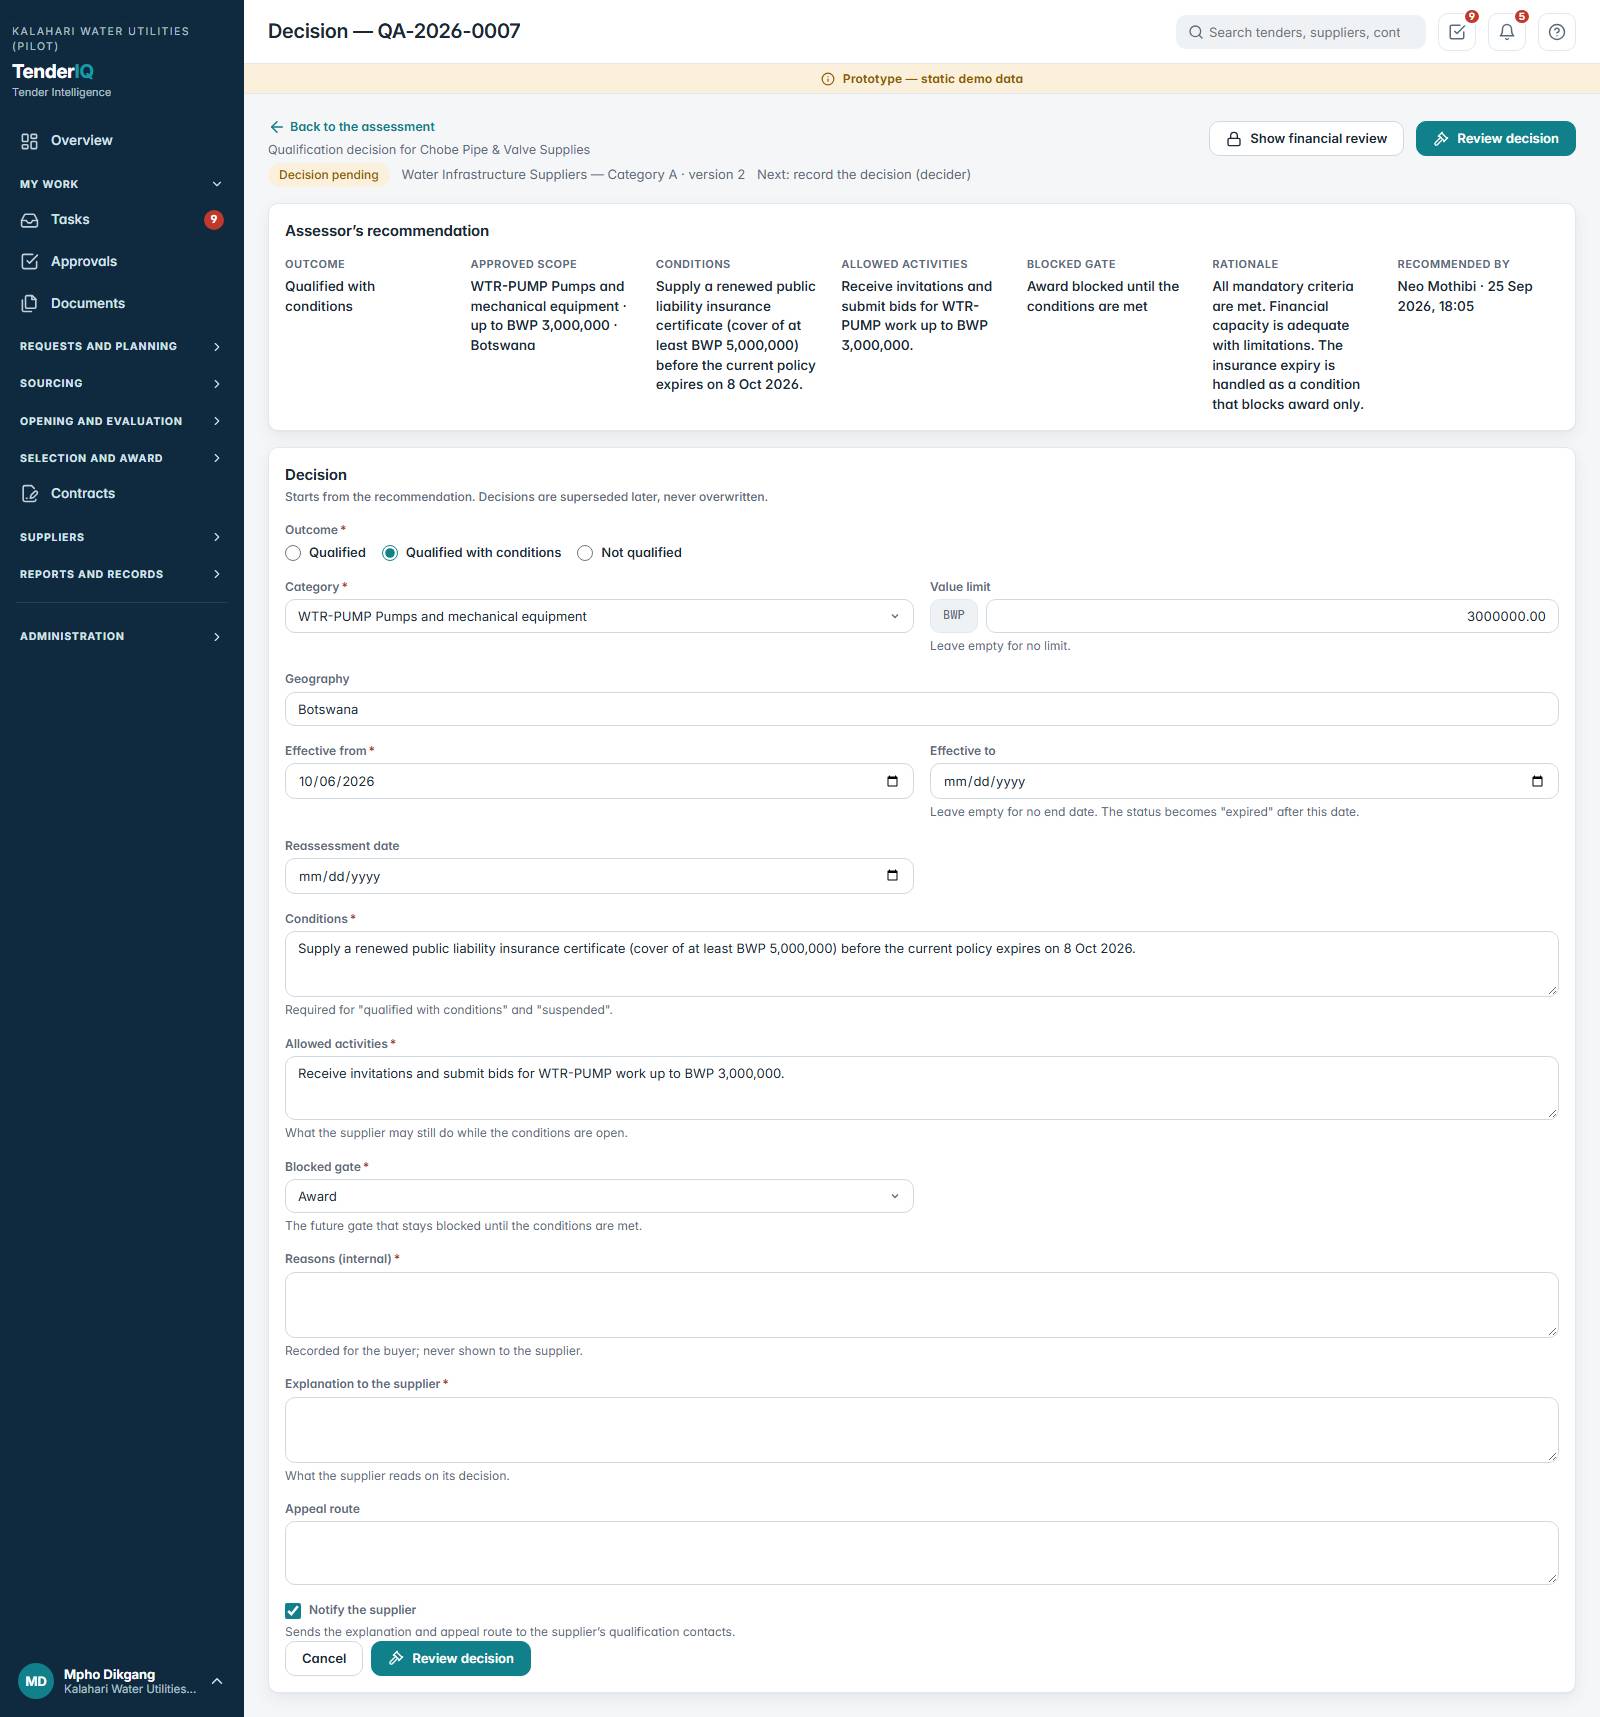 KALAHARI WATER UTILITIES
(PILOT)
TenderIQ
Tender Intelligence
Overview
MY WORK
Tasks 9
Approvals
Documents
REQUESTS AND PLANNING
SOURCING
OPENING AND EVALUATION
SELECTION AND AWARD
Contracts
SUPPLIERS
REPORTS AND RECORDS
ADMINISTRATION
MD
Mpho Dikgang
Kalahari Water Utilities...
Decision — QA-2026-0007
Search tenders, suppliers, cont
9
5
Prototype — static demo data
Back to the assessment
Qualification decision for Chobe Pipe & Valve Supplies
Decision pending Water Infrastructure Suppliers — Category A · version 2 Next: record the decision (decider)
Show financial review
Review decision
Assessor’s recommendation
OUTCOME
Qualified with
conditions
APPROVED SCOPE
WTR-PUMP Pumps and
mechanical equipment ·
up to BWP 3,000,000 ·
Botswana
CONDITIONS
Supply a renewed public
liability insurance
certificate (cover of at
least BWP 5,000,000)
before the current policy
expires on 8 Oct 2026.
ALLOWED ACTIVITIES
Receive invitations and
submit bids for WTR-
PUMP work up to BWP
3,000,000.
BLOCKED GATE
Award blocked until the
conditions are met
RATIONALE
All mandatory criteria
are met. Financial
capacity is adequate
with limitations. The
insurance expiry is
handled as a condition
that blocks award only.
RECOMMENDED BY
Neo Mothibi · 25 Sep
2026, 18:05
Decision
Starts from the recommendation. Decisions are superseded later, never overwritten.
Outcome *
Qualified Qualified with conditions Not qualified
Category *
WTR-PUMP Pumps and mechanical equipment
Value limit
BWP 3000000.00
Leave empty for no limit.
Geography
Botswana
Effective from *
10/06/2026
Effective to
mm/dd/yyyy
Leave empty for no end date. The status becomes "expired" after this date.
Reassessment date
mm/dd/yyyy
Conditions *
Supply a renewed public liability insurance certificate (cover of at least BWP 5,000,000) before the current policy expires on 8 Oct 2026.
Required for "qualified with conditions" and "suspended".
Allowed activities *
Receive invitations and submit bids for WTR-PUMP work up to BWP 3,000,000.
What the supplier may still do while the conditions are open.
Blocked gate *
Award
The future gate that stays blocked until the conditions are met.
Reasons (internal) *
Recorded for the buyer; never shown to the supplier.
Explanation to the supplier *
What the supplier reads on its decision.
Appeal route
Notify the supplier
Sends the explanation and appeal route to the supplier’s qualification contacts.
Cancel
Review decision